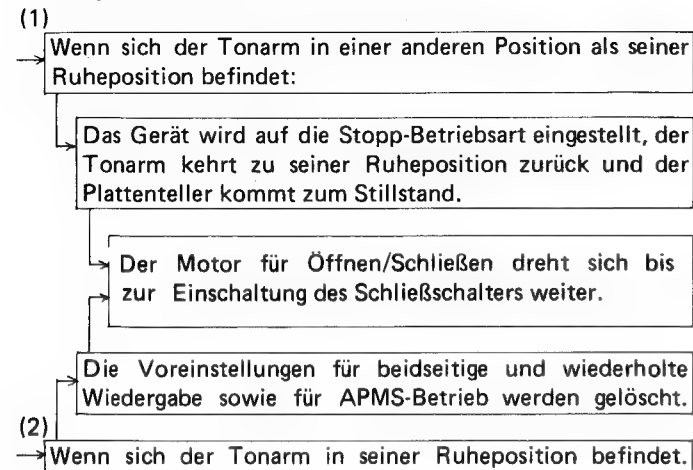 (1)
Wenn sich der Tonarm in einer anderen Position als seiner
Ruheposition befindet:
Das Gerät wird auf die Stopp-Betriebsart eingestellt, der
Tonarm kehrt zu seiner Ruheposition zurück und der
Plattenteller kommt zum Stillstand.
Der Motor für Öffnen/Schließen dreht sich bis
zur Einschaltung des Schließschalters weiter.
Die Voreinstellungen für beidseitige und wiederholte
Wiedergabe sowie für APMS-Betrieb werden gelöscht.
(2)
Wenn sich der Tonarm in seiner Ruheposition befindet.